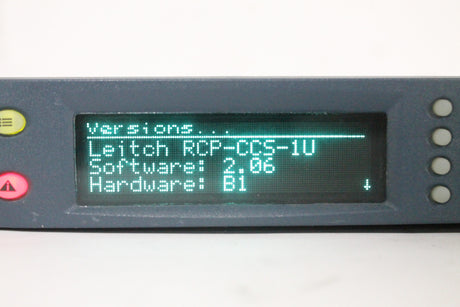 Versions...
Leitch RCP-CCS-1U
Software: 2.06
Hardware: B1